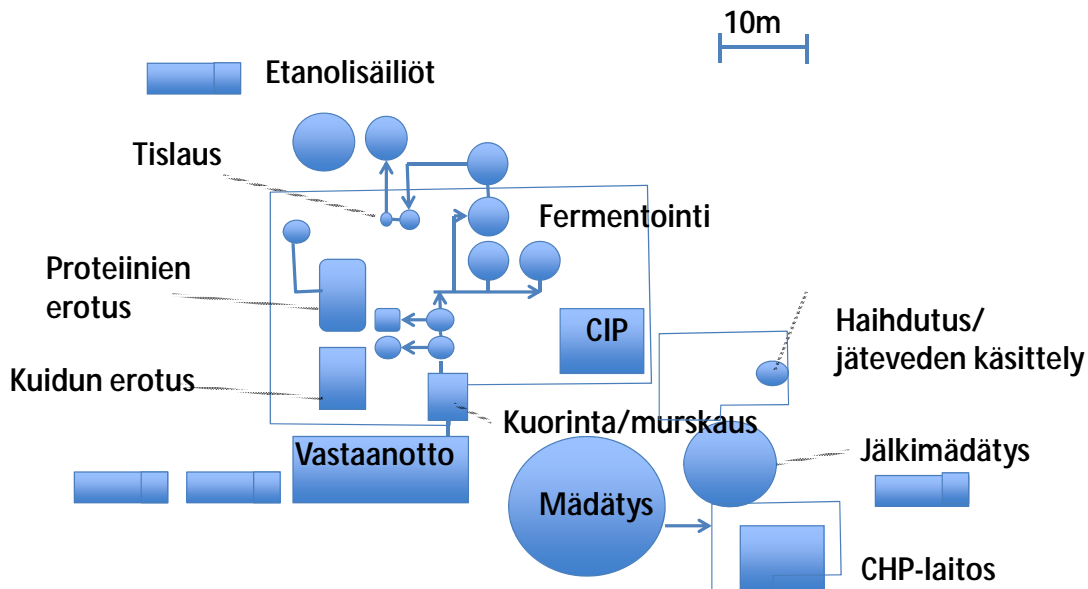 10m
Etanolisäiliöt
Tislaus
Fermentointi
Proteiinien
erotus
CIP
Haihdutus/
jäteveden käsittely
Kuidun erotus
Kuorinta/murskaus
Vastaanotto
Jälkimädätys
Mädätys
CHP-laitos